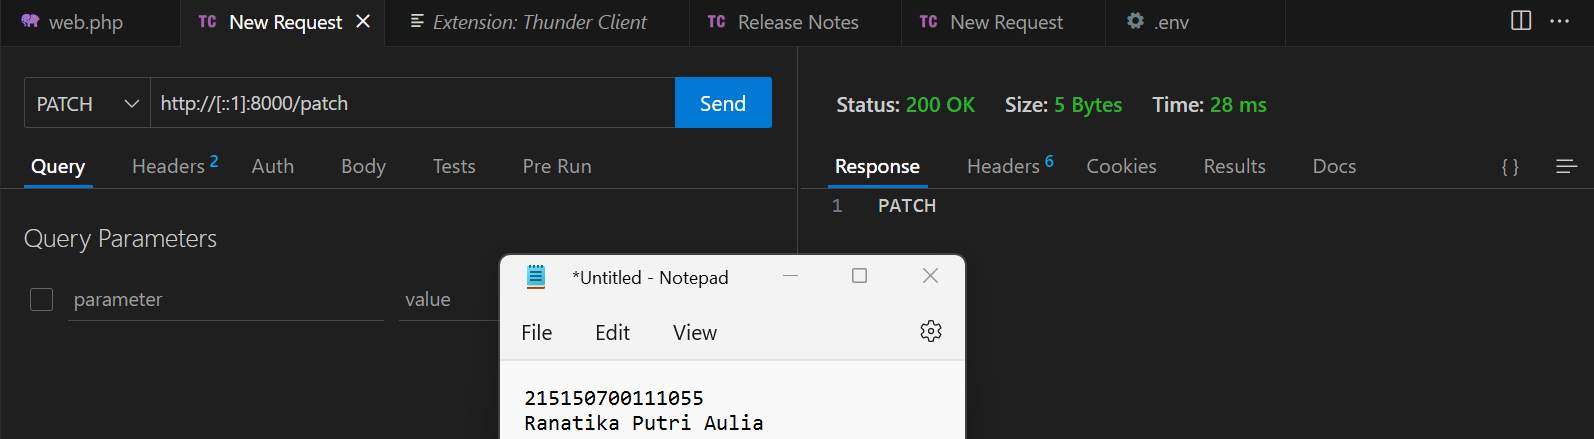 web.php
TC New Request
Extension: Thunder Client
TC Release Notes
TC New Request
.env
PATCH
http://[::1]:8000/patch
Send
Query
Headers 2
Auth
Body
Tests
Pre Run
Query Parameters
parameter
value
Status: 200 OK
Size: 5 Bytes
Time: 28 ms
Response
Headers 6
Cookies
Results
Docs
{ }
1 PATCH
*Untitled - Notepad
File
Edit
View
215150700111055
Ranatika Putri Aulia